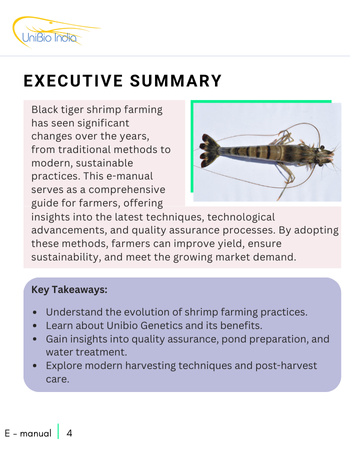 UniBio India
EXECUTIVE SUMMARY
Black tiger shrimp farming
has seen significant
changes over the years,
from traditional methods to
modern, sustainable
practices. This e-manual
serves as a comprehensive
guide for farmers, offering
insights into the latest techniques, technological
advancements, and quality assurance processes. By adopting
these methods, farmers can improve yield, ensure
sustainability, and meet the growing market demand.
Key Takeaways:
• Understand the evolution of shrimp farming practices.
• Learn about Unibio Genetics and its benefits.
• Gain insights into quality assurance, pond preparation, and
water treatment.
• Explore modern harvesting techniques and post-harvest
care.
E - manual 4